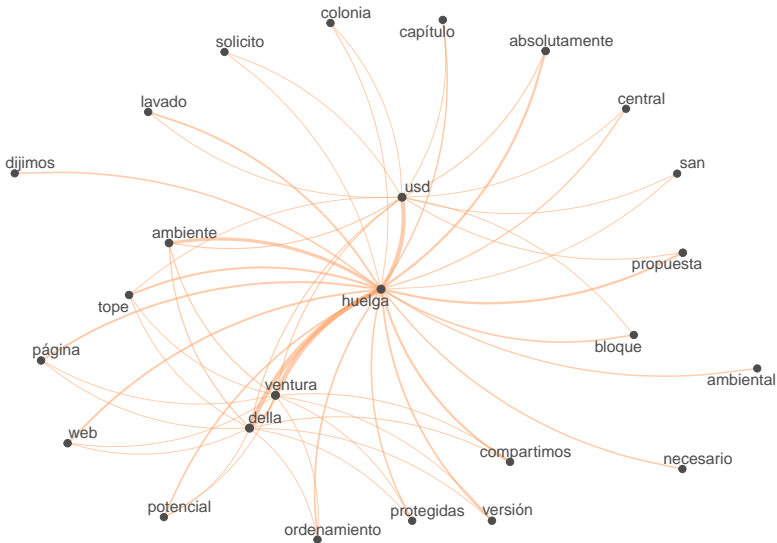 colonia
capítulo
solicito
absolutamente
lavado
central
dijimos
san
usd
ambiente
propuesta
tope
huelga
página
bloque
ambiental
ventura
della
web
compartimos
necesario
potencial
ordenamiento
protegidas
versión